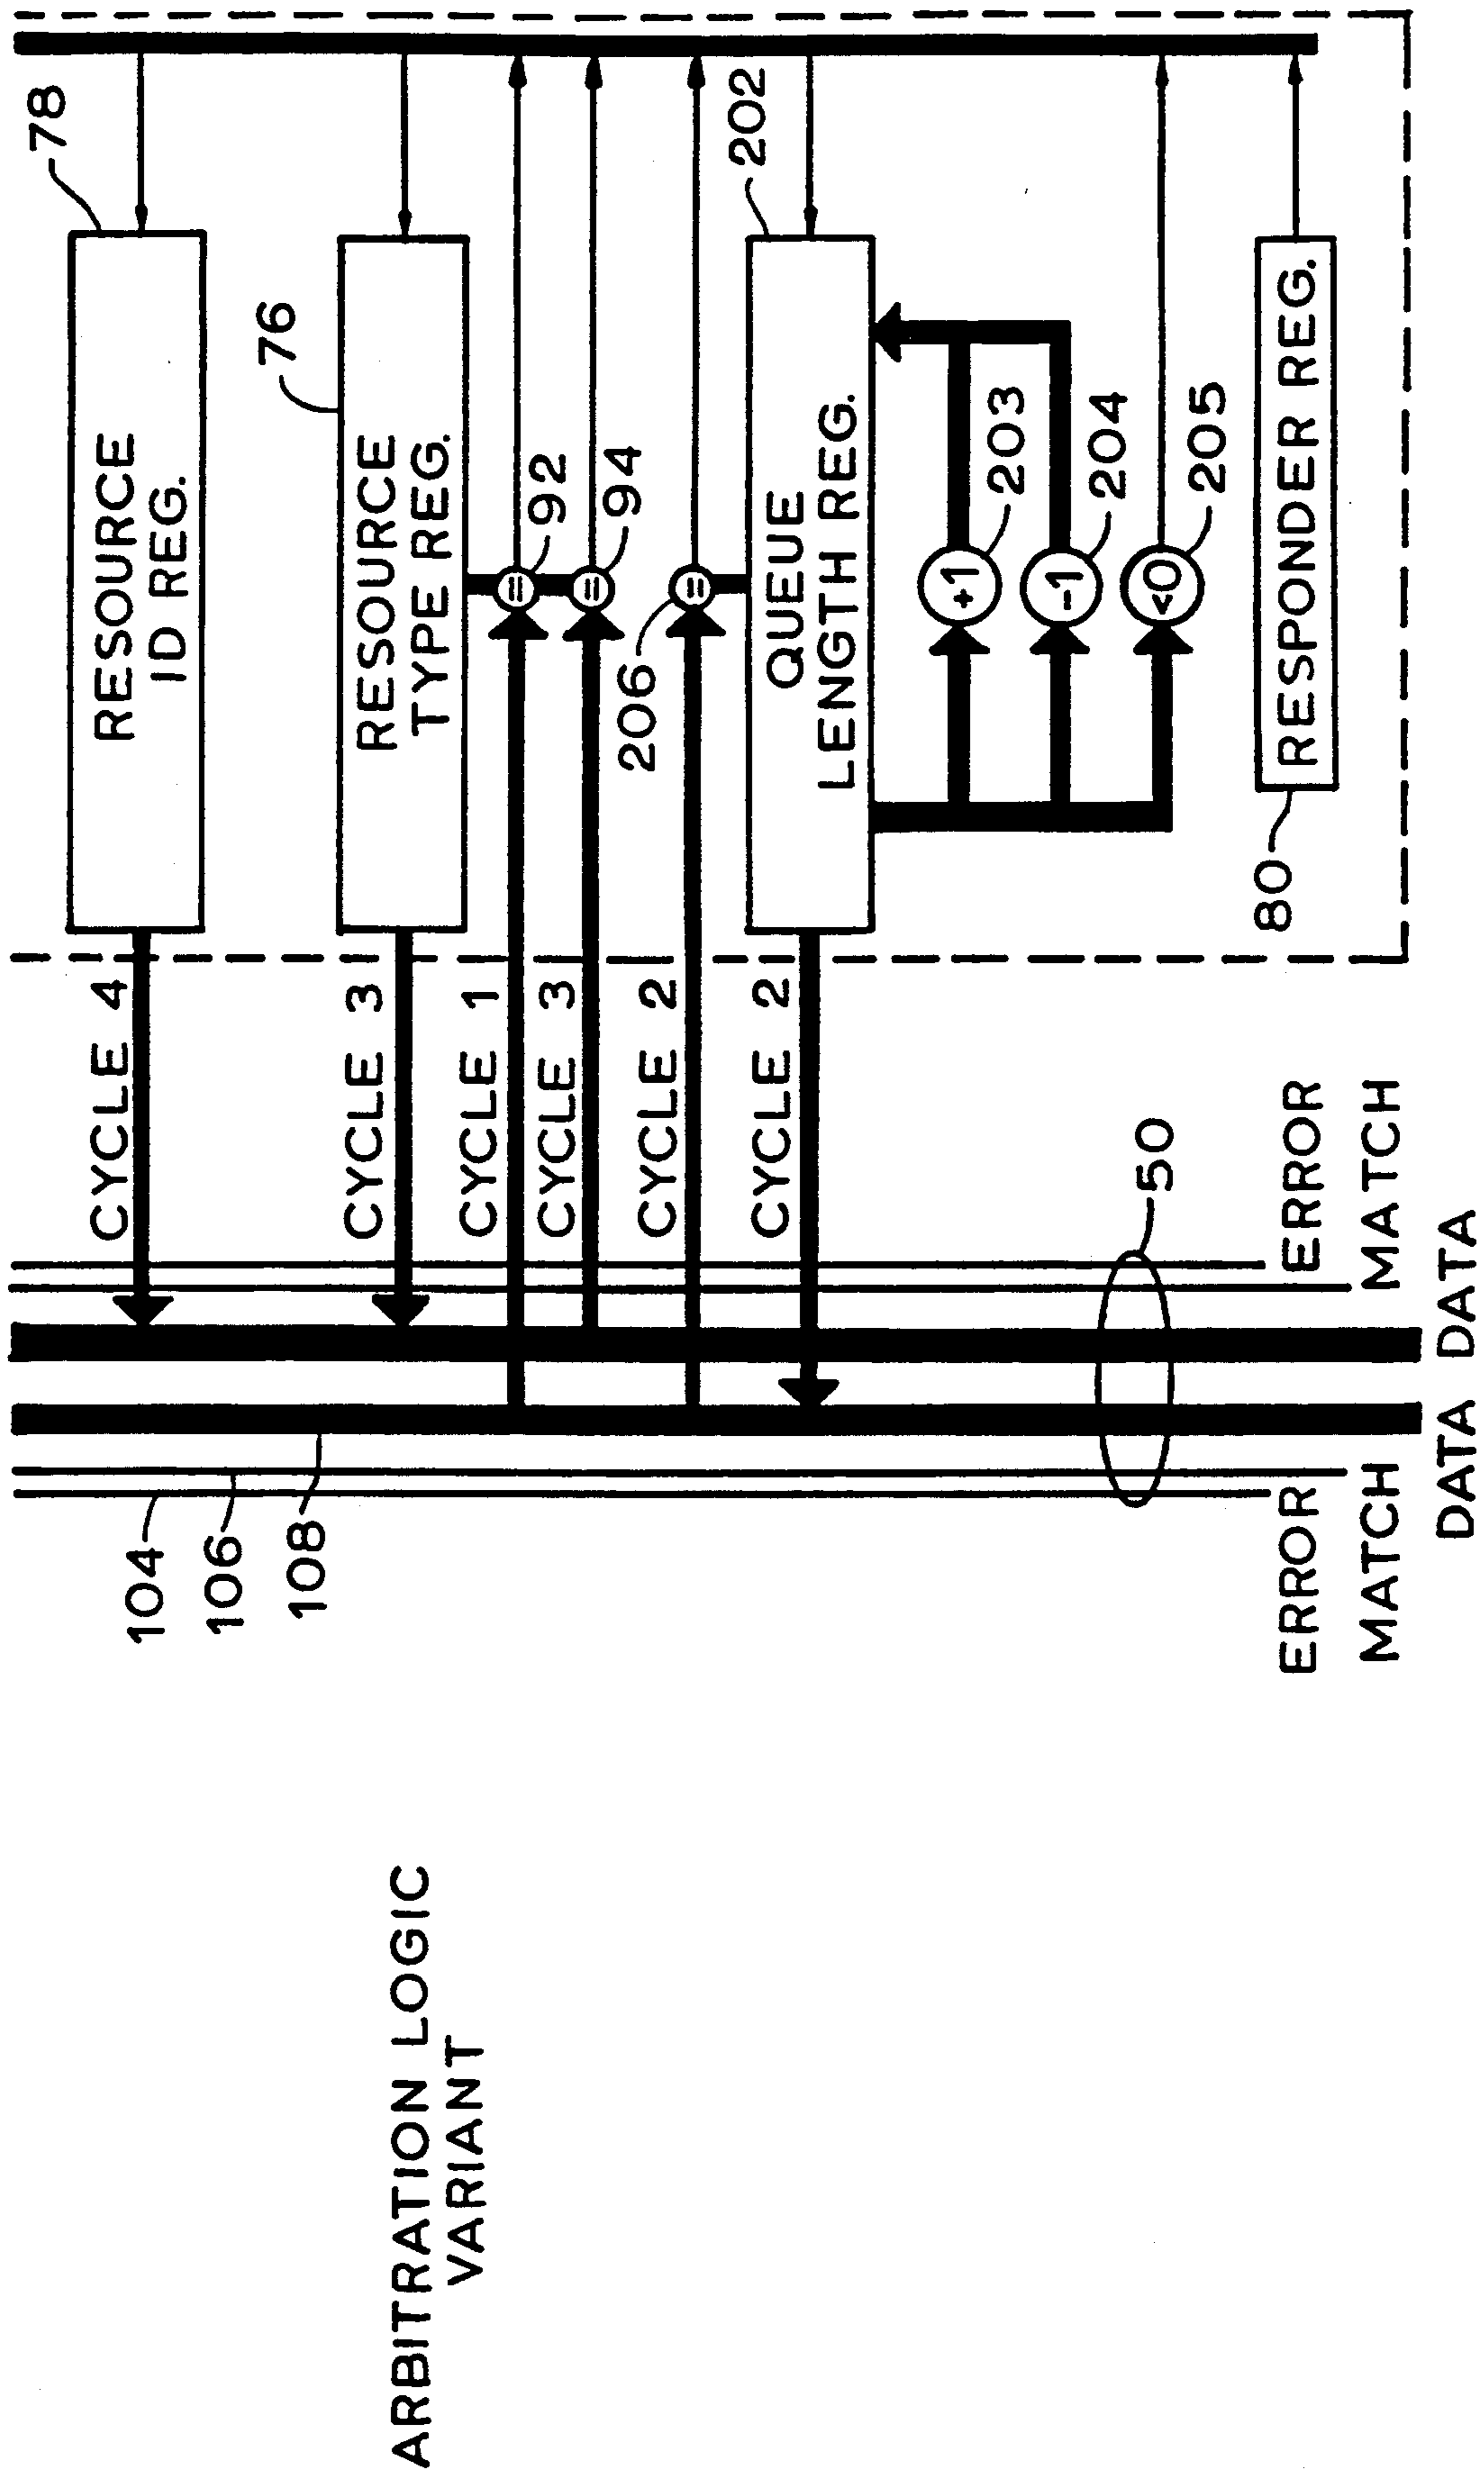 ARBITRATION LOGIC
VARIANT
104
106
108
CYCLE 4
RESOURCE
ID REG.
78
CYCLE 3
RESOURCE
TYPE REG.
76
CYCLE 1
=
92
CYCLE 3
=
94
CYCLE 2
206
=
CYCLE 2
QUEUE
LENGTH REG.
202
+1
203
-1
204
<0
205
50
80
RESPONDER REG.
ERROR
MATCH
DATA
ERROR
MATCH
DATA